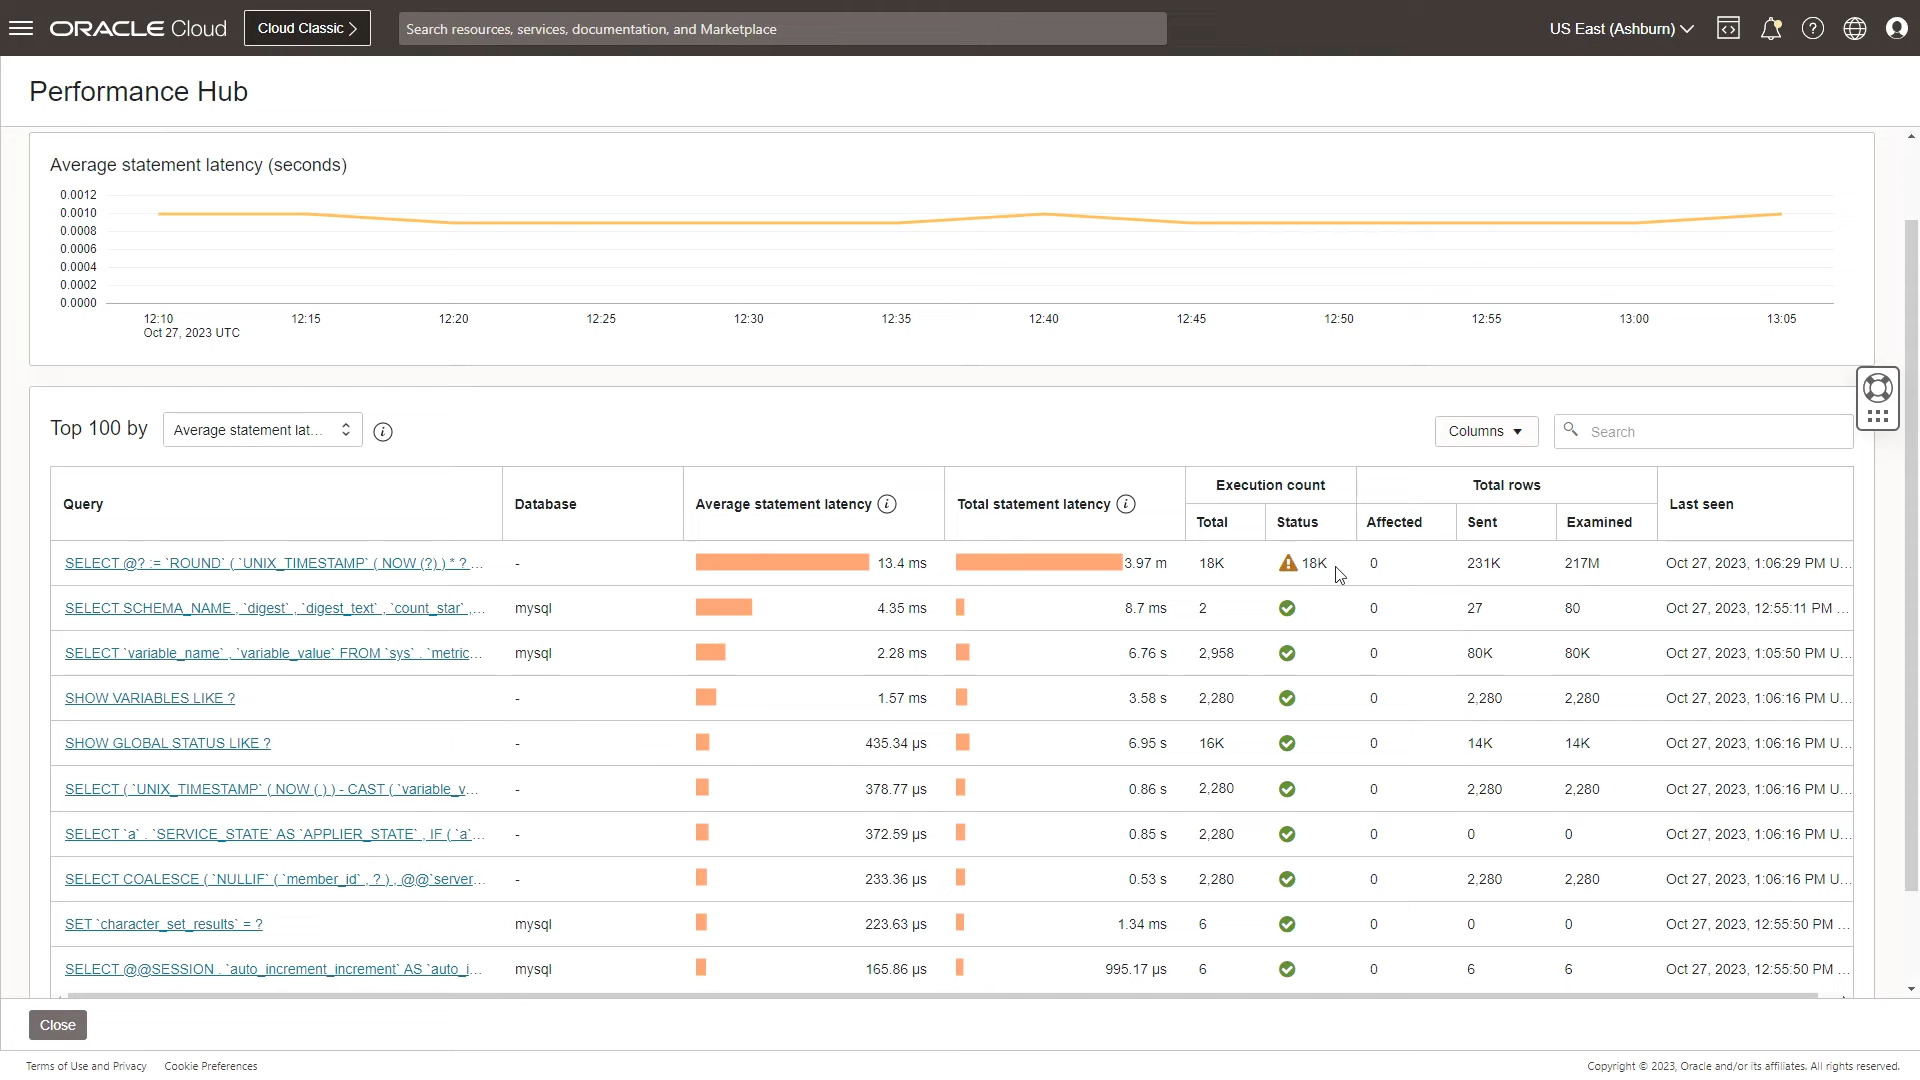 ORACLE Cloud
Cloud Classic
Search resources, services, documentation, and Marketplace
US East (Ashburn)
Performance Hub
Average statement latency (seconds)
0.0012
0.0010
0.0008
0.0006
0.0004
0.0002
0.0000
12:10 12:15 12:20 12:25 12:30 12:35 12:40 12:45 12:50 12:55 13:00 13:05
Oct 27, 2023 UTC
Top 100 by Average statement lat... i Columns Search
Execution count Total rows
Query Database Average statement latency i Total statement latency i Last seen
Total Status Affected Sent Examined
SELECT @? := `ROUND` ( `UNIX_TIMESTAMP` ( NOW (?) ) * ? ... - 13.4 ms 3.97 m 18K 18K 0 231K 217M Oct 27, 2023, 1:06:29 PM U...
SELECT SCHEMA_NAME , `digest` , `digest_text` , `count_star` ,... mysql 4.35 ms 8.7 ms 2 0 27 80 Oct 27, 2023, 12:55:11 PM ...
SELECT `variable_name` , `variable_value` FROM `sys` . `metric... mysql 2.28 ms 6.76 s 2,958 0 80K 80K Oct 27, 2023, 1:05:50 PM U...
SHOW VARIABLES LIKE ? - 1.57 ms 3.58 s 2,280 0 2,280 2,280 Oct 27, 2023, 1:06:16 PM U...
SHOW GLOBAL STATUS LIKE ? - 435.34 µs 6.95 s 16K 0 14K 14K Oct 27, 2023, 1:06:16 PM U...
SELECT ( `UNIX_TIMESTAMP` ( NOW ( ) ) - CAST ( `variable_v... - 378.77 µs 0.86 s 2,280 0 2,280 2,280 Oct 27, 2023, 1:06:16 PM U...
SELECT `a` . `SERVICE_STATE` AS `APPLIER_STATE` , IF ( `a`... - 372.59 µs 0.85 s 2,280 0 0 0 Oct 27, 2023, 1:06:16 PM U...
SELECT COALESCE ( `NULLIF` ( `member_id` , ? ) , @@`server... - 233.36 µs 0.53 s 2,280 0 2,280 2,280 Oct 27, 2023, 1:06:16 PM U...
SET `character_set_results` = ? mysql 223.63 µs 1.34 ms 6 0 0 0 Oct 27, 2023, 12:55:50 PM ...
SELECT @@SESSION . `auto_increment_increment` AS `auto_i... mysql 165.86 µs 995.17 µs 6 0 6 6 Oct 27, 2023, 12:55:50 PM ...
Close
Terms of Use and Privacy Cookie Preferences Copyright © 2023, Oracle and/or its affiliates. All rights reserved.